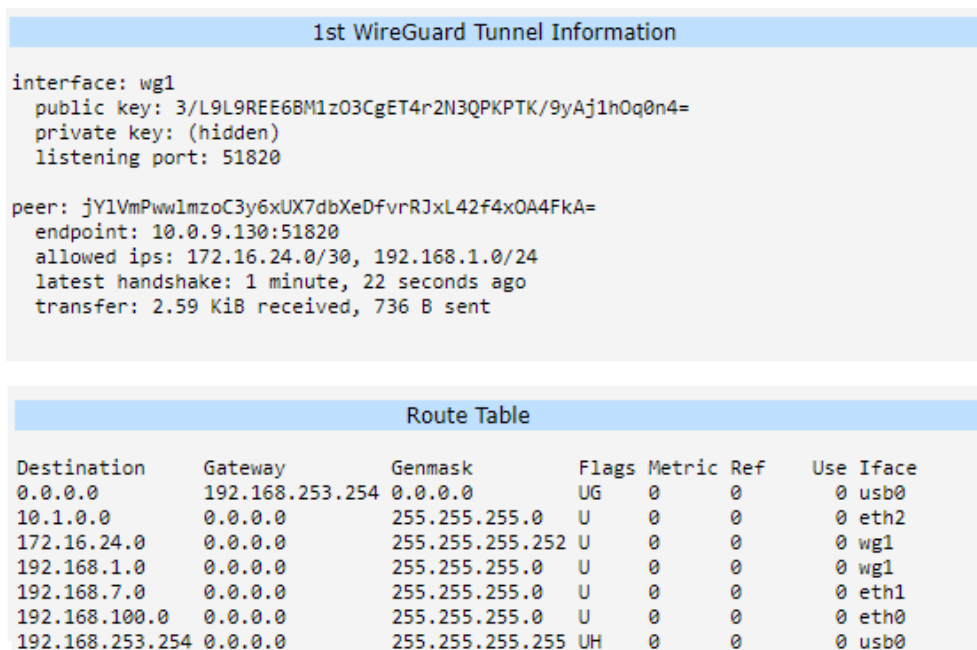 1st WireGuard Tunnel Information
interface: wg1
public key: 3/L9L9REE6BM1zO3CgET4r2N3QPKPTK/9yAj1hOq0n4=
private key: (hidden)
listening port: 51820
peer: jYlVmPwwlmzoC3y6xUX7dbXeDfvrRJxL42f4xOA4FkA=
endpoint: 10.0.9.130:51820
allowed ips: 172.16.24.0/30, 192.168.1.0/24
latest handshake: 1 minute, 22 seconds ago
transfer: 2.59 KiB received, 736 B sent
Route Table
Destination Gateway Genmask Flags Metric Ref Use Iface
0.0.0.0 192.168.253.254 0.0.0.0 UG 0 0 0 usb0
10.1.0.0 0.0.0.0 255.255.255.0 U 0 0 0 eth2
172.16.24.0 0.0.0.0 255.255.255.252 U 0 0 0 wg1
192.168.1.0 0.0.0.0 255.255.255.0 U 0 0 0 wg1
192.168.7.0 0.0.0.0 255.255.255.0 U 0 0 0 eth1
192.168.100.0 0.0.0.0 255.255.255.0 U 0 0 0 eth0
192.168.253.254 0.0.0.0 255.255.255.255 UH 0 0 0 usb0